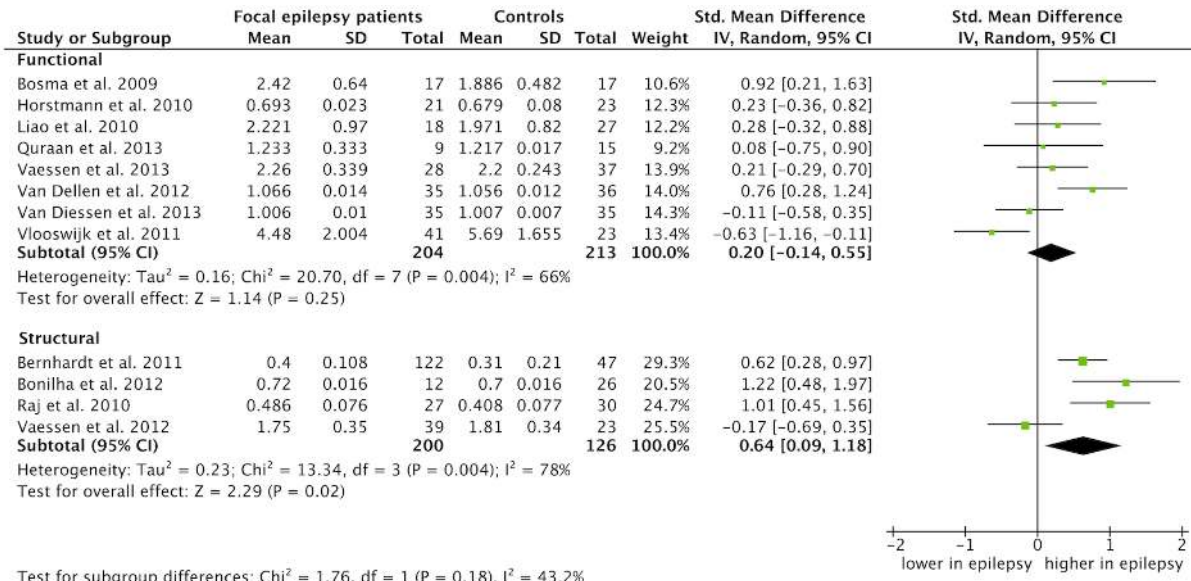 Focal epilepsy patients Controls Std. Mean Difference Std. Mean Difference
Study or Subgroup Mean SD Total Mean SD Total Weight IV, Random, 95% CI IV, Random, 95% CI
Functional
Bosma et al. 2009 2.42 0.64 17 1.886 0.482 17 10.6% 0.92 [0.21, 1.63]
Horstmann et al. 2010 0.693 0.023 21 0.679 0.08 23 12.3% 0.23 [-0.36, 0.82]
Liao et al. 2010 2.221 0.97 18 1.971 0.82 27 12.2% 0.28 [-0.32, 0.88]
Quraan et al. 2013 1.233 0.333 9 1.217 0.017 15 9.2% 0.08 [-0.75, 0.90]
Vaessen et al. 2013 2.26 0.339 28 2.2 0.243 37 13.9% 0.21 [-0.29, 0.70]
Van Dellen et al. 2012 1.066 0.014 35 1.056 0.012 36 14.0% 0.76 [0.28, 1.24]
Van Diessen et al. 2013 1.006 0.01 35 1.007 0.007 35 14.3% -0.11 [-0.58, 0.35]
Vlooswijk et al. 2011 4.48 2.004 41 5.69 1.655 23 13.4% -0.63 [-1.16, -0.11]
Subtotal (95% CI) 204 213 100.0% 0.20 [-0.14, 0.55]
Heterogeneity: Tau² = 0.16; Chi² = 20.70, df = 7 (P = 0.004); I² = 66%
Test for overall effect: Z = 1.14 (P = 0.25)
Structural
Bernhardt et al. 2011 0.4 0.108 122 0.31 0.21 47 29.3% 0.62 [0.28, 0.97]
Bonilha et al. 2012 0.72 0.016 12 0.7 0.016 26 20.5% 1.22 [0.48, 1.97]
Raj et al. 2010 0.486 0.076 27 0.408 0.077 30 24.7% 1.01 [0.45, 1.56]
Vaessen et al. 2012 1.75 0.35 39 1.81 0.34 23 25.5% -0.17 [-0.69, 0.35]
Subtotal (95% CI) 200 126 100.0% 0.64 [0.09, 1.18]
Heterogeneity: Tau² = 0.23; Chi² = 13.34, df = 3 (P = 0.004); I² = 78%
Test for overall effect: Z = 2.29 (P = 0.02)
-2 -1 0 1 2
lower in epilepsy higher in epilepsy
Test for subgroup differences: Chi² = 1.76, df = 1 (P = 0.18), I² = 43.2%